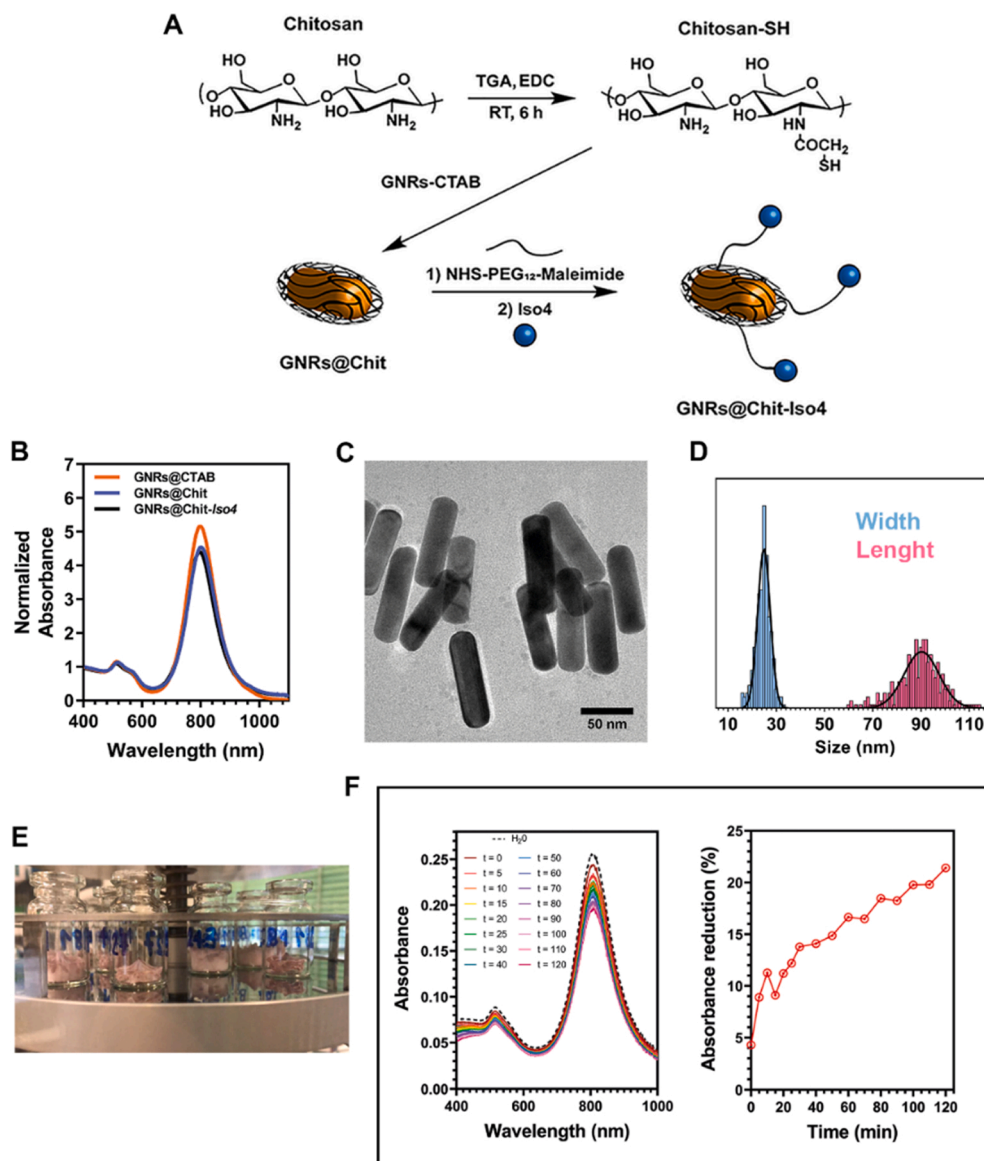 A
Chitosan
Chitosan-SH
HO
HO
HO
HO
TGA, EDC
RT, 6 h
(
O
O
O
O
HO
HO
NH2
NH2
(
O
O
O
O
HO
HO
NH2
HN
COCH2
SH
GNRs-CTAB
1) NHS-PEG12-Maleimide
2) Iso4
GNRs@Chit
GNRs@Chit-Iso4
B
7
6
5
4
3
2
1
0
Normalized
Absorbance
GNRs@CTAB
GNRs@Chit
GNRs@Chit-Iso4
400 600 800 1000
Wavelength (nm)
C
50 nm
D
Width
Lenght
10 30 50 70 90 110
Size (nm)
E
F
H20
t = 0 t = 50
t = 5 t = 60
t = 10 t = 70
t = 15 t = 80
t = 20 t = 90
t = 25 t = 100
t = 30 t = 110
t = 40 t = 120
0.25
0.20
0.15
0.10
0.05
0.00
Absorbance
400 600 800 1000
Wavelength (nm)
25
20
15
10
5
0
Absorbance reduction (%)
0 20 40 60 80 100 120
Time (min)